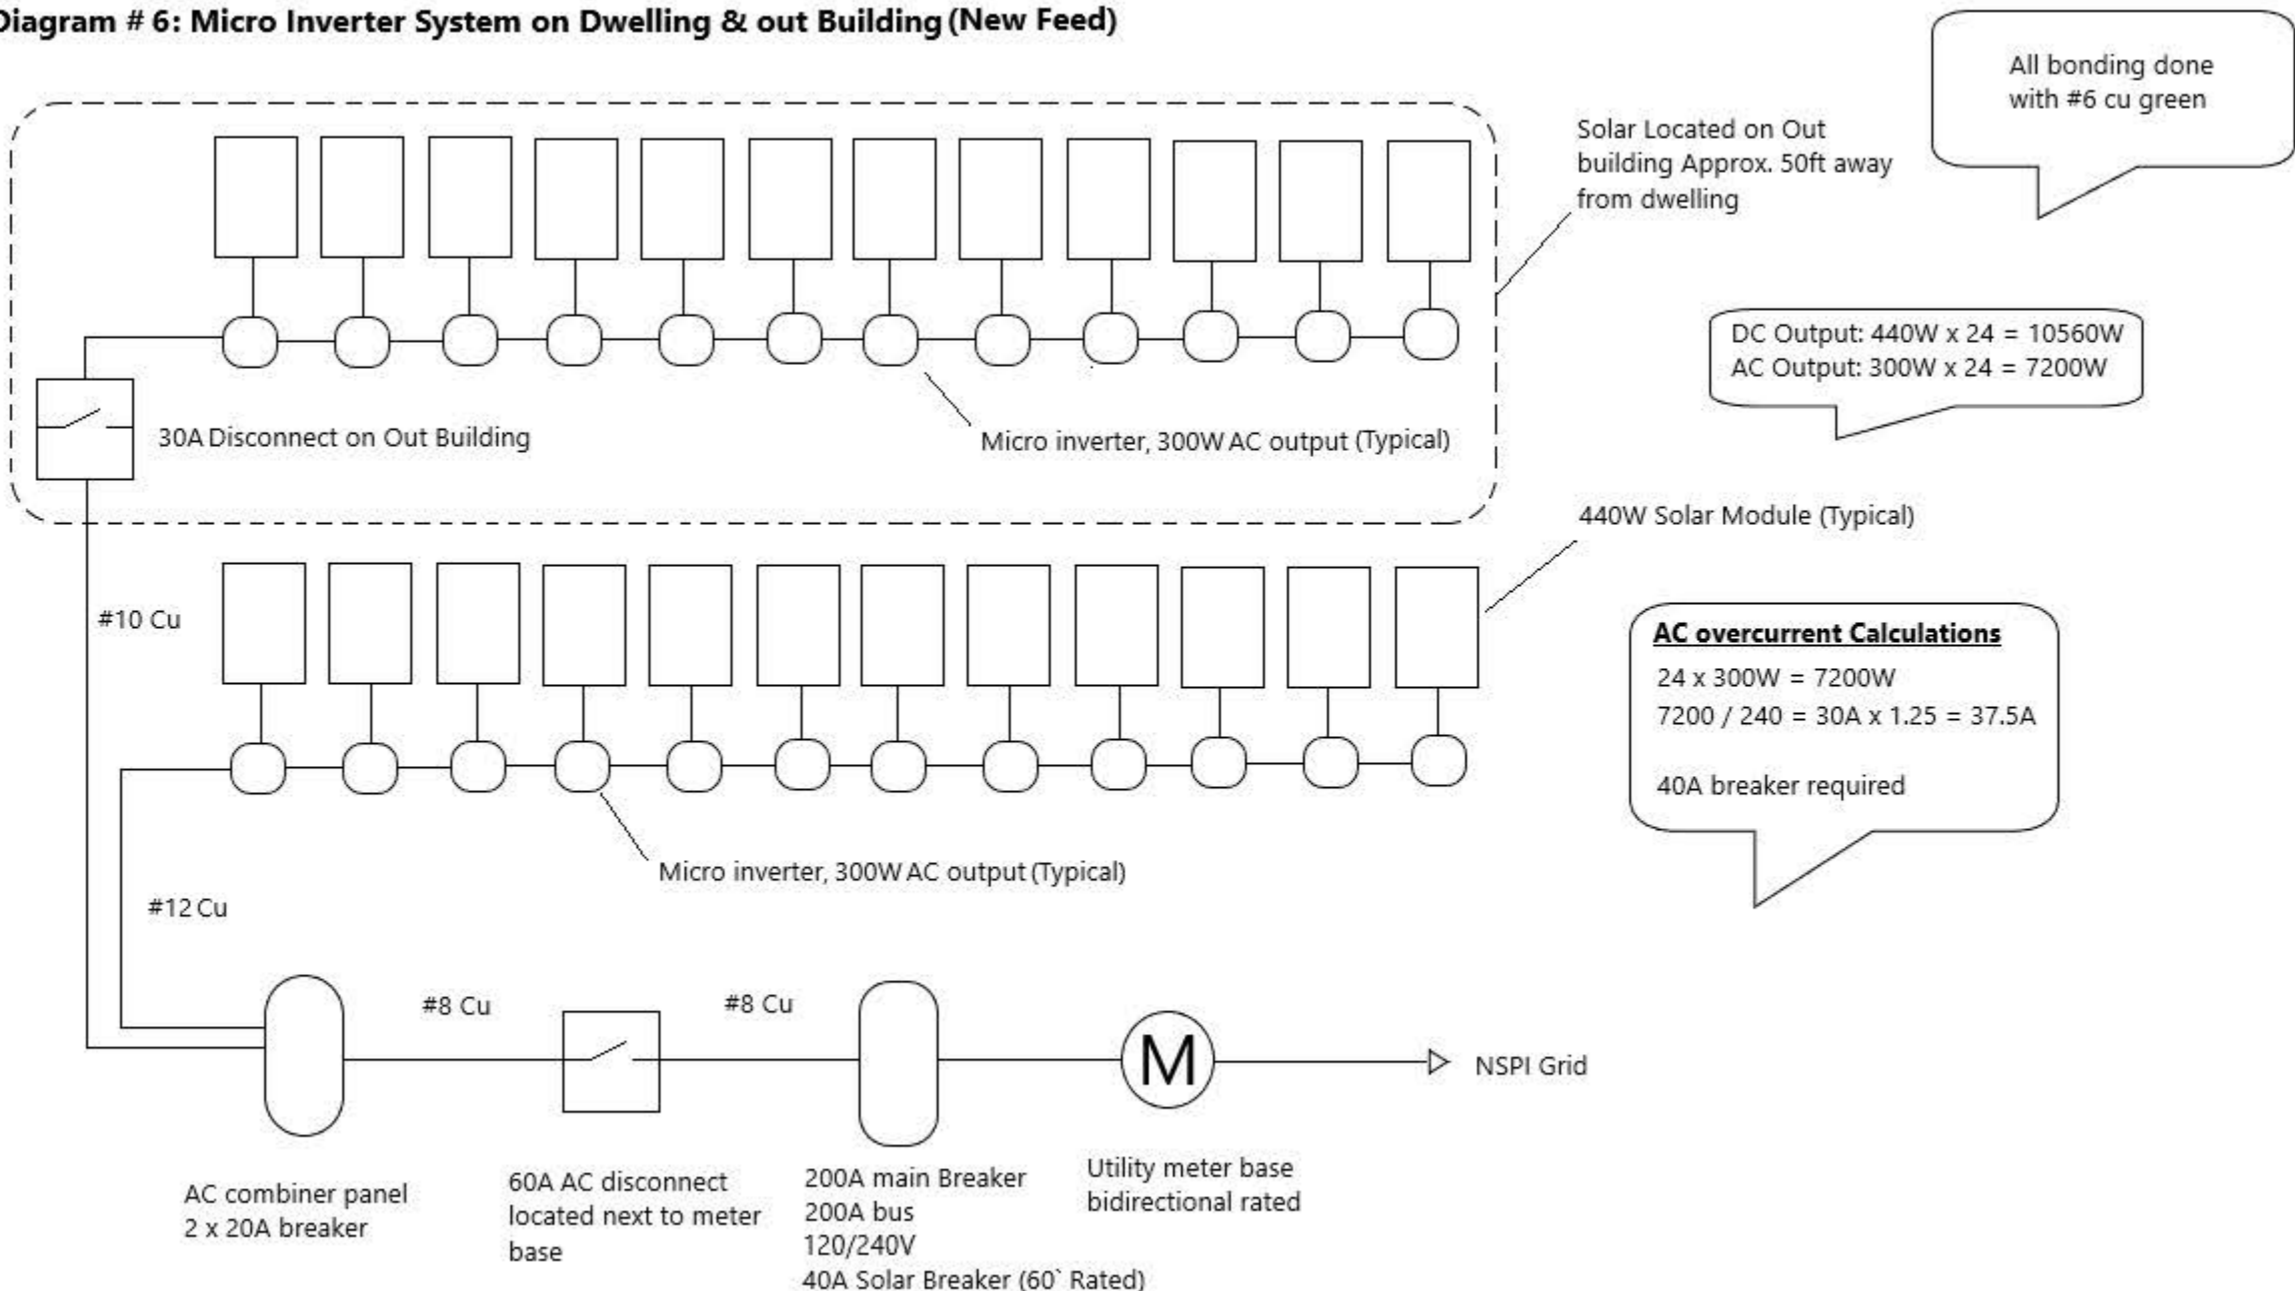 Diagram # 6: Micro Inverter System on Dwelling & out Building (New Feed)
All bonding done
with #6 cu green
Solar Located on Out
building Approx. 50ft away
from dwelling
DC Output: 440W x 24 = 10560W
AC Output: 300W x 24 = 7200W
30A Disconnect on Out Building
Micro inverter, 300W AC output (Typical)
440W Solar Module (Typical)
#10 Cu
AC overcurrent Calculations
24 x 300W = 7200W
7200 / 240 = 30A x 1.25 = 37.5A
40A breaker required
Micro inverter, 300W AC output (Typical)
#12 Cu
#8 Cu
#8 Cu
M
NSPI Grid
AC combiner panel
2 x 20A breaker
60A AC disconnect
located next to meter
base
200A main Breaker
200A bus
120/240V
40A Solar Breaker (60` Rated)
Utility meter base
bidirectional rated